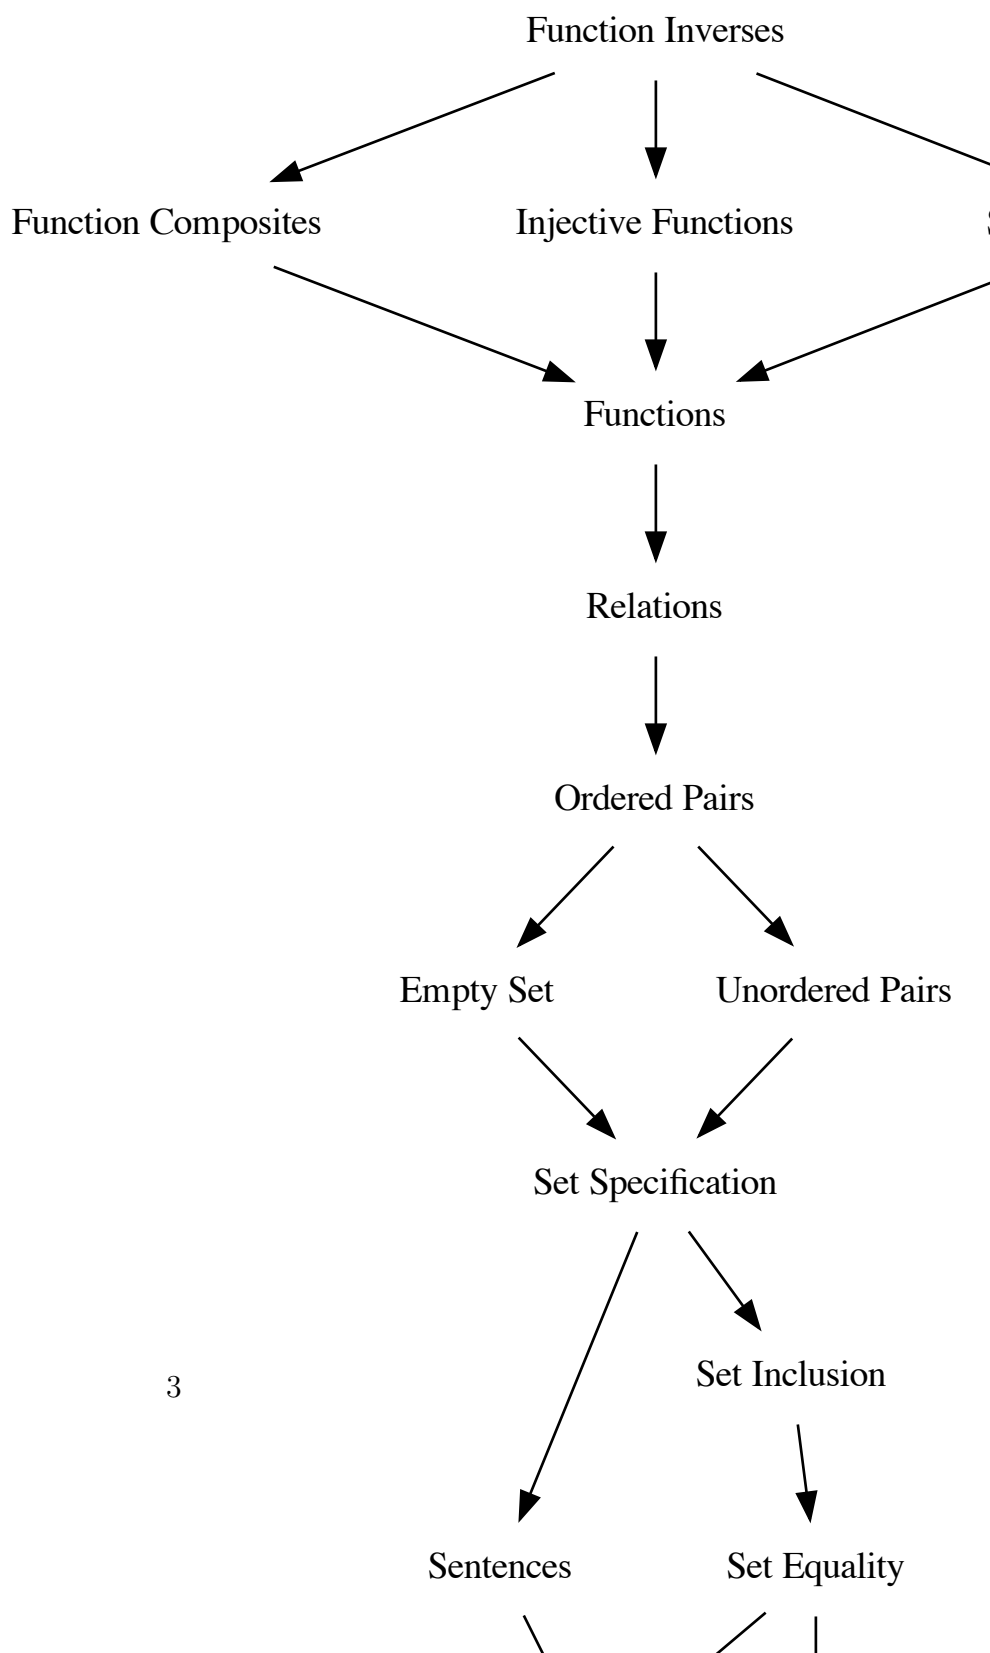 Function Inverses
Function Composites
Injective Functions
Functions
Relations
Ordered Pairs
Empty Set
Unordered Pairs
Set Specification
Set Inclusion
3
Sentences
Set Equality